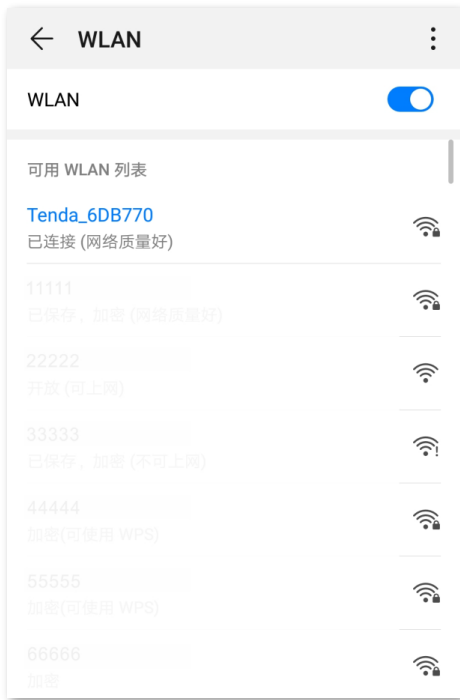 WLAN
WLAN
可用 WLAN 列表
Tenda_6DB770
已连接 (网络质量好)
11111
已保存，加密 (网络质量好)
22222
开放 (可上网)
33333
已保存，加密 (不可上网)
44444
加密(可使用 WPS)
55555
加密(可使用 WPS)
66666
加密